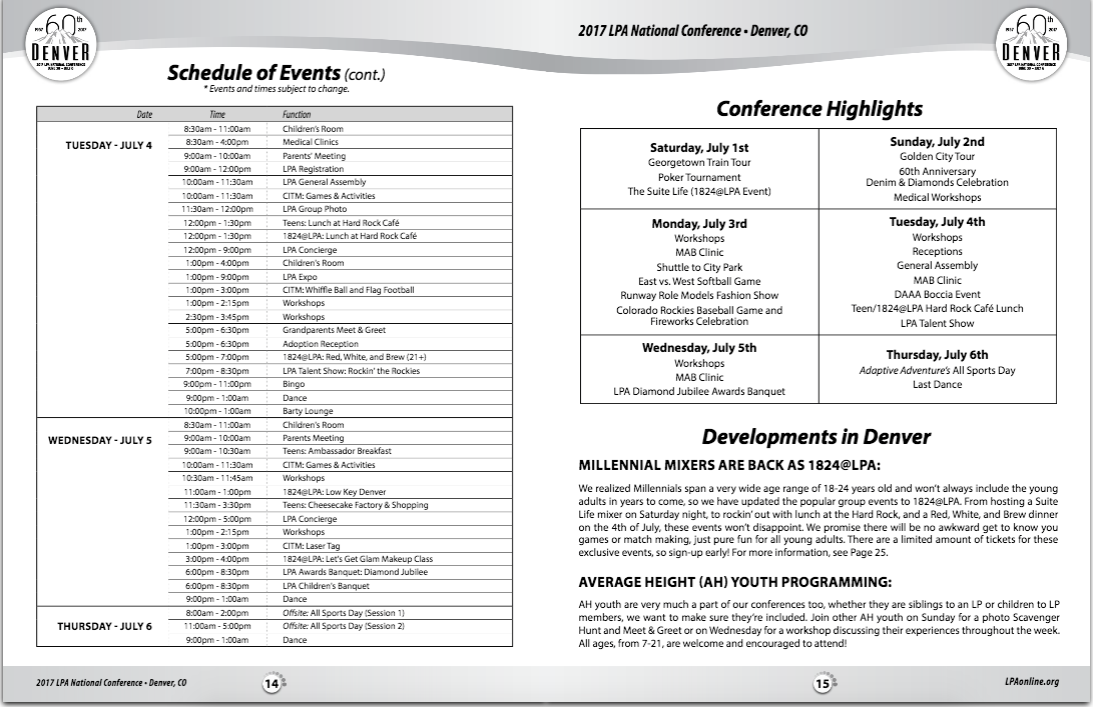 1957 60th 2017
DENVER
2017 LPA NATIONAL CONFERENCE
Schedule of Events (cont.)
* Events and times subject to change.
Date Time Function
TUESDAY - JULY 4
8:30am - 11:00am Children's Room
8:30am - 4:00pm Medical Clinics
9:00am - 10:00am Parents' Meeting
9:00am - 12:00pm LPA Registration
10:00am - 11:30am LPA General Assembly
10:00am - 11:30am CITM: Games & Activities
11:30am - 12:00pm LPA Group Photo
12:00pm - 1:30pm Teens: Lunch at Hard Rock Café
12:00pm - 1:30pm 1824@LPA: Lunch at Hard Rock Café
12:00pm - 9:00pm LPA Concierge
1:00pm - 4:00pm Children's Room
1:00pm - 9:00pm LPA Expo
1:00pm - 3:00pm CITM: Whiffle Ball and Flag Football
1:00pm - 2:15pm Workshops
2:30pm - 3:45pm Workshops
5:00pm - 6:30pm Grandparents Meet & Greet
5:00pm - 6:30pm Adoption Reception
5:00pm - 7:00pm 1824@LPA: Red, White, and Brew (21+)
7:00pm - 8:30pm LPA Talent Show: Rockin' the Rockies
9:00pm - 11:00pm Bingo
9:00pm - 1:00am Dance
10:00pm - 1:00am Barty Lounge
WEDNESDAY - JULY 5
8:30am - 11:00am Children's Room
9:00am - 10:00am Parents Meeting
9:00am - 10:30am Teens: Ambassador Breakfast
10:00am - 11:30am CITM: Games & Activities
10:30am - 11:45am Workshops
11:00am - 1:00pm 1824@LPA: Low Key Denver
11:30am - 3:30pm Teens: Cheesecake Factory & Shopping
12:00pm - 5:00pm LPA Concierge
1:00pm - 2:15pm Workshops
1:00pm - 3:00pm CITM: Laser Tag
3:00pm - 4:00pm 1824@LPA: Let's Get Glam Makeup Class
6:00pm - 8:30pm LPA Awards Banquet: Diamond Jubilee
6:00pm - 8:30pm LPA Children's Banquet
9:00pm - 1:00am Dance
THURSDAY - JULY 6
8:00am - 2:00pm Offsite: All Sports Day (Session 1)
11:00am - 5:00pm Offsite: All Sports Day (Session 2)
9:00pm - 1:00am Dance
2017 LPA National Conference • Denver, CO
14
2017 LPA National Conference • Denver, CO
1957 60th 2017
DENVER
2017 LPA NATIONAL CONFERENCE
Conference Highlights
Saturday, July 1st
Georgetown Train Tour
Poker Tournament
The Suite Life (1824@LPA Event)
Sunday, July 2nd
Golden City Tour
60th Anniversary
Denim & Diamonds Celebration
Medical Workshops
Monday, July 3rd
Workshops
MAB Clinic
Shuttle to City Park
East vs. West Softball Game
Runway Role Models Fashion Show
Colorado Rockies Baseball Game and
Fireworks Celebration
Tuesday, July 4th
Workshops
Receptions
General Assembly
MAB Clinic
DAAA Boccia Event
Teen/1824@LPA Hard Rock Café Lunch
LPA Talent Show
Wednesday, July 5th
Workshops
MAB Clinic
LPA Diamond Jubilee Awards Banquet
Thursday, July 6th
Adaptive Adventure's All Sports Day
Last Dance
Developments in Denver
MILLENNIAL MIXERS ARE BACK AS 1824@LPA:
We realized Millennials span a very wide age range of 18-24 years old and won't always include the young
adults in years to come, so we have updated the popular group events to 1824@LPA. From hosting a Suite
Life mixer on Saturday night, to rockin' out with lunch at the Hard Rock, and a Red, White, and Brew dinner
on the 4th of July, these events won't disappoint. We promise there will be no awkward get to know you
games or match making, just pure fun for all young adults. There are a limited amount of tickets for these
exclusive events, so sign-up early! For more information, see Page 25.
AVERAGE HEIGHT (AH) YOUTH PROGRAMMING:
AH youth are very much a part of our conferences too, whether they are siblings to an LP or children to LP
members, we want to make sure they're included. Join other AH youth on Sunday for a photo Scavenger
Hunt and Meet & Greet or on Wednesday for a workshop discussing their experiences throughout the week.
All ages, from 7-21, are welcome and encouraged to attend!
15
LPAonline.org